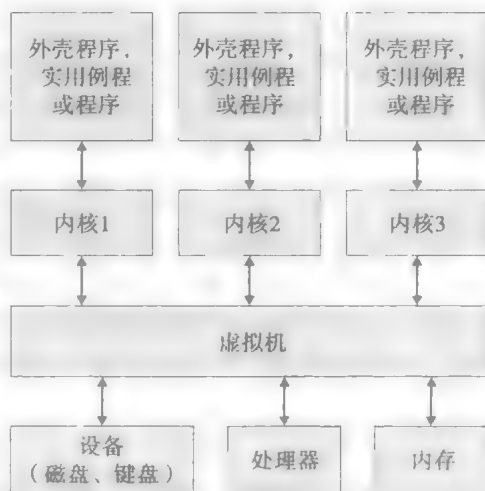 外壳程序,
实用例程
或程序
外壳程序,
实用例程
或程序
外壳程序,
实用例程
或程序
内核1
内核2
内核3
虚拟机
设备
(磁盘、键盘)
处理器
内存